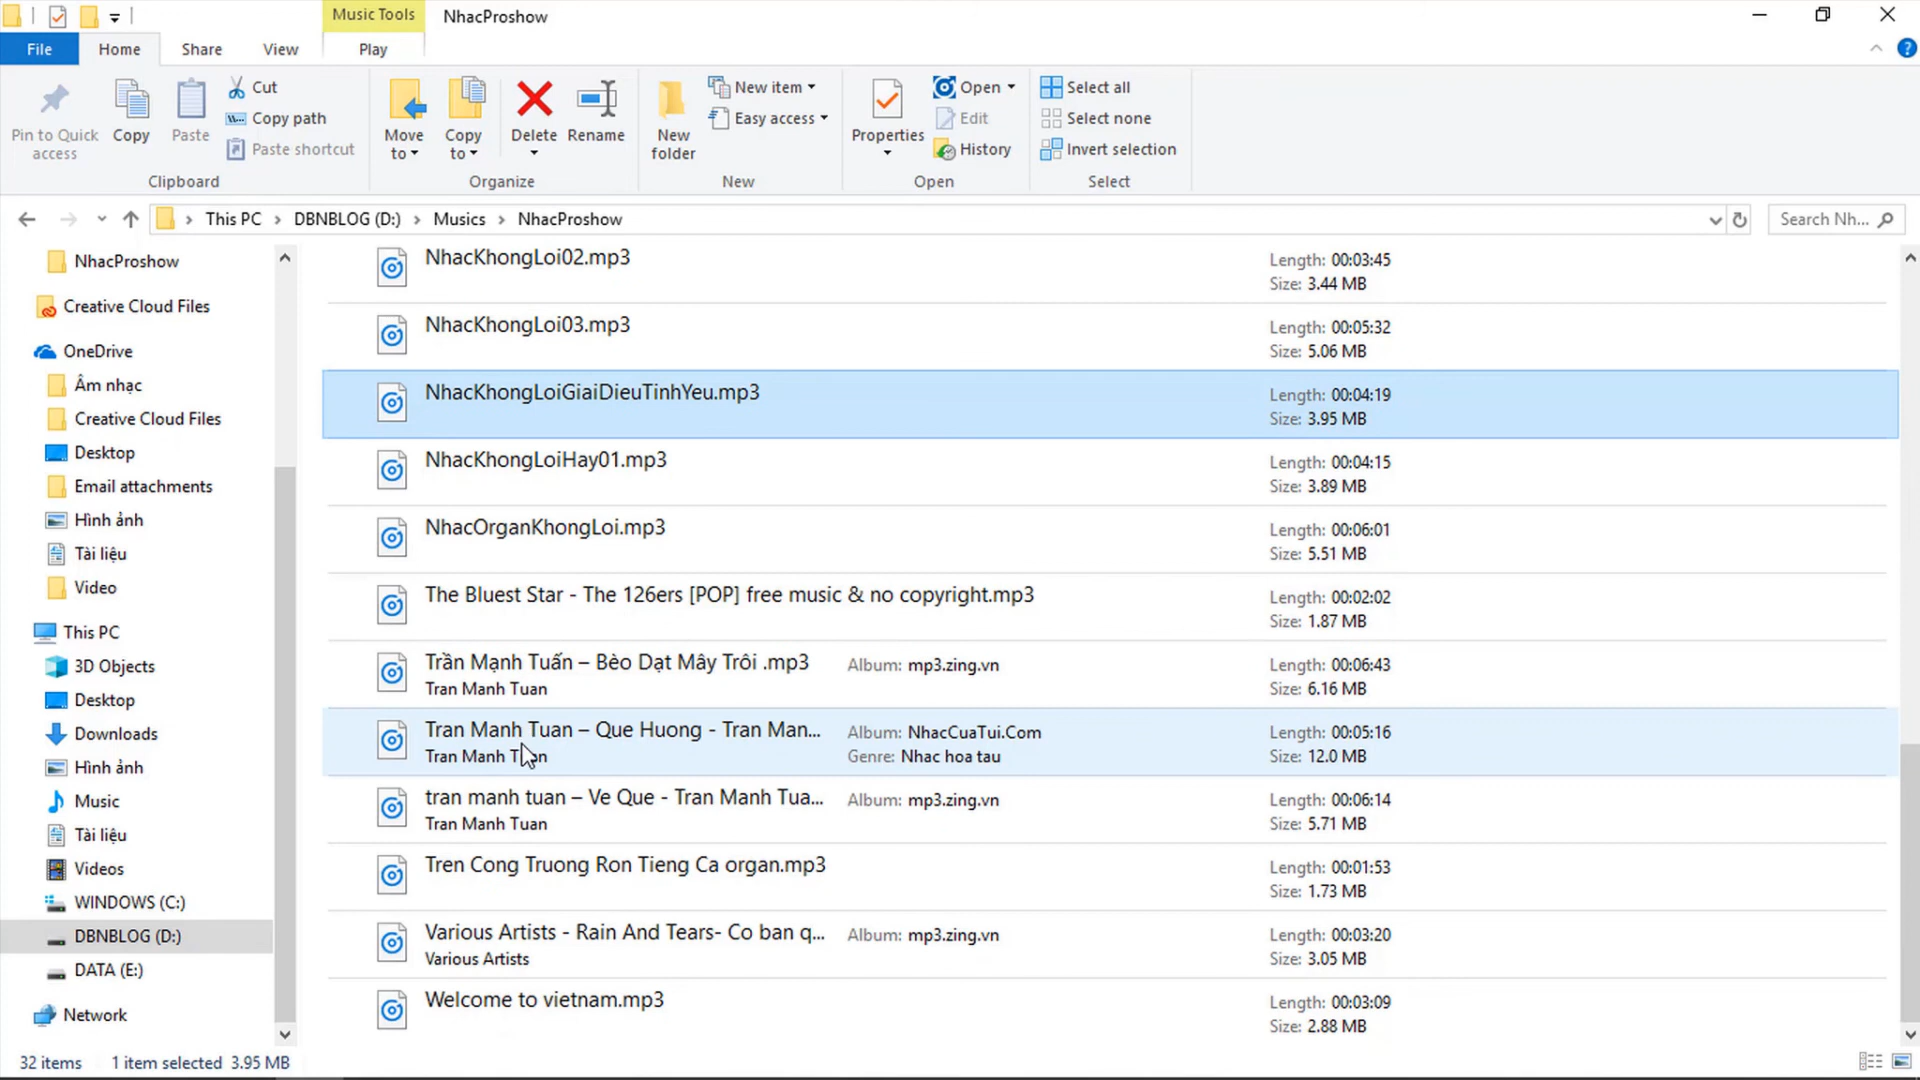 Music Tools
NhacProshow
File
Home
Share
View
Play
Pin to Quick access
Copy
Paste
Cut
Copy path
Paste shortcut
Clipboard
Move to
Copy to
Delete
Rename
Organize
New folder
New item
Easy access
New
Properties
Open
Edit
History
Open
Select all
Select none
Invert selection
Select
This PC
DBNBLOG (D:)
Musics
NhacProshow
Search Nh...
NhacProshow
Creative Cloud Files
OneDrive
Âm nhạc
Creative Cloud Files
Desktop
Email attachments
Hình ảnh
Tài liệu
Video
This PC
3D Objects
Desktop
Downloads
Hình ảnh
Music
Tài liệu
Videos
WINDOWS (C:)
DBNBLOG (D:)
DATA (E:)
Network
NhacKhongLoi02.mp3
Length: 00:03:45
Size: 3.44 MB
NhacKhongLoi03.mp3
Length: 00:05:32
Size: 5.06 MB
NhacKhongLoiGiaiDieuTinhYeu.mp3
Length: 00:04:19
Size: 3.95 MB
NhacKhongLoiHay01.mp3
Length: 00:04:15
Size: 3.89 MB
NhacOrganKhongLoi.mp3
Length: 00:06:01
Size: 5.51 MB
The Bluest Star - The 126ers [POP] free music & no copyright.mp3
Length: 00:02:02
Size: 1.87 MB
Trần Mạnh Tuấn – Bèo Dạt Mây Trôi .mp3
Tran Manh Tuan
Album: mp3.zing.vn
Length: 00:06:43
Size: 6.16 MB
Tran Manh Tuan – Que Huong - Tran Man...
Tran Manh Tuan
Album: NhacCuaTui.Com
Genre: Nhac hoa tau
Length: 00:05:16
Size: 12.0 MB
tran manh tuan – Ve Que - Tran Manh Tua...
Tran Manh Tuan
Album: mp3.zing.vn
Length: 00:06:14
Size: 5.71 MB
Tren Cong Truong Ron Tieng Ca organ.mp3
Length: 00:01:53
Size: 1.73 MB
Various Artists - Rain And Tears- Co ban q...
Various Artists
Album: mp3.zing.vn
Length: 00:03:20
Size: 3.05 MB
Welcome to vietnam.mp3
Length: 00:03:09
Size: 2.88 MB
32 items
1 item selected 3.95 MB